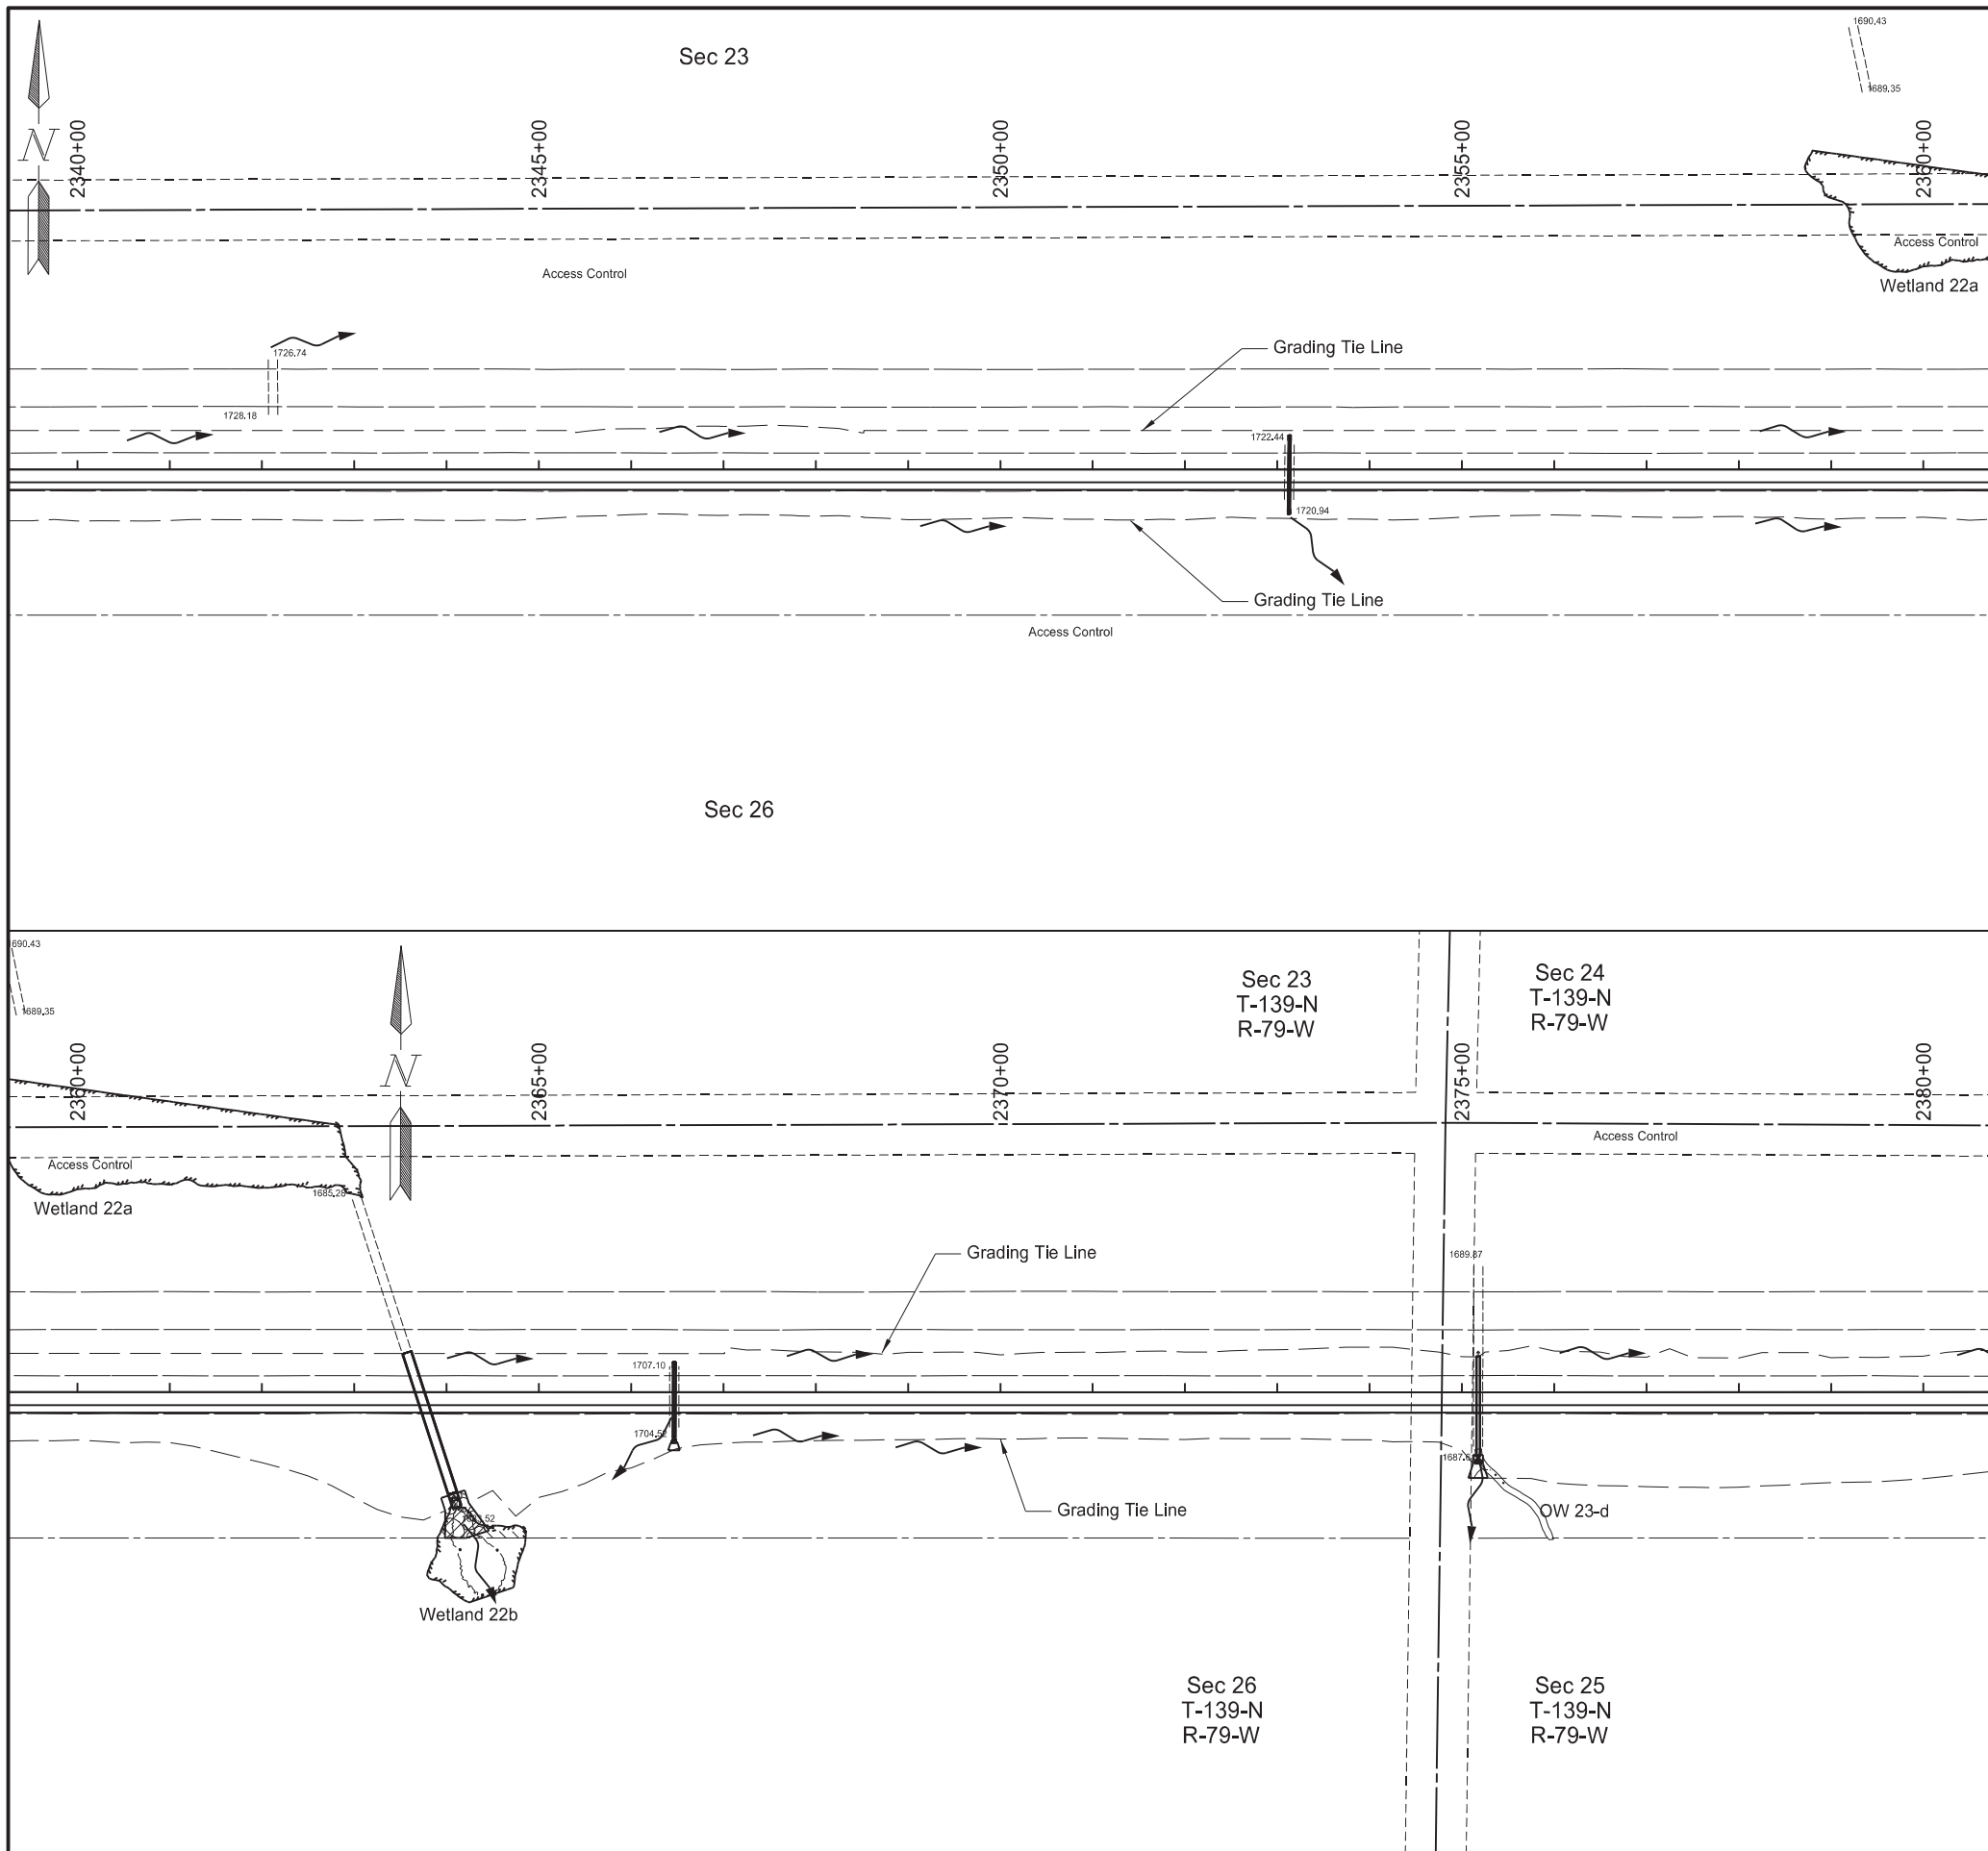 Sec 23
1690.43
1689.35
N
2340+00
2345+00
2350+00
2355+00
2360+00
Access Control
Access Control
Wetland 22a
1726.74
Grading Tie Line
1728.18
1722.44
1720.94
Grading Tie Line
Access Control
Sec 26
690.43
1689.35
Sec 23
T-139-N
R-79-W
Sec 24
T-139-N
R-79-W
N
2360+00
2365+00
2370+00
2375+00
2380+00
Access Control
Access Control
1685.28
Wetland 22a
Grading Tie Line
1689.87
1707.10
1704.52
1687.6
Grading Tie Line
OW 23-d
Wetland 22b
Sec 26
T-139-N
R-79-W
Sec 25
T-139-N
R-79-W